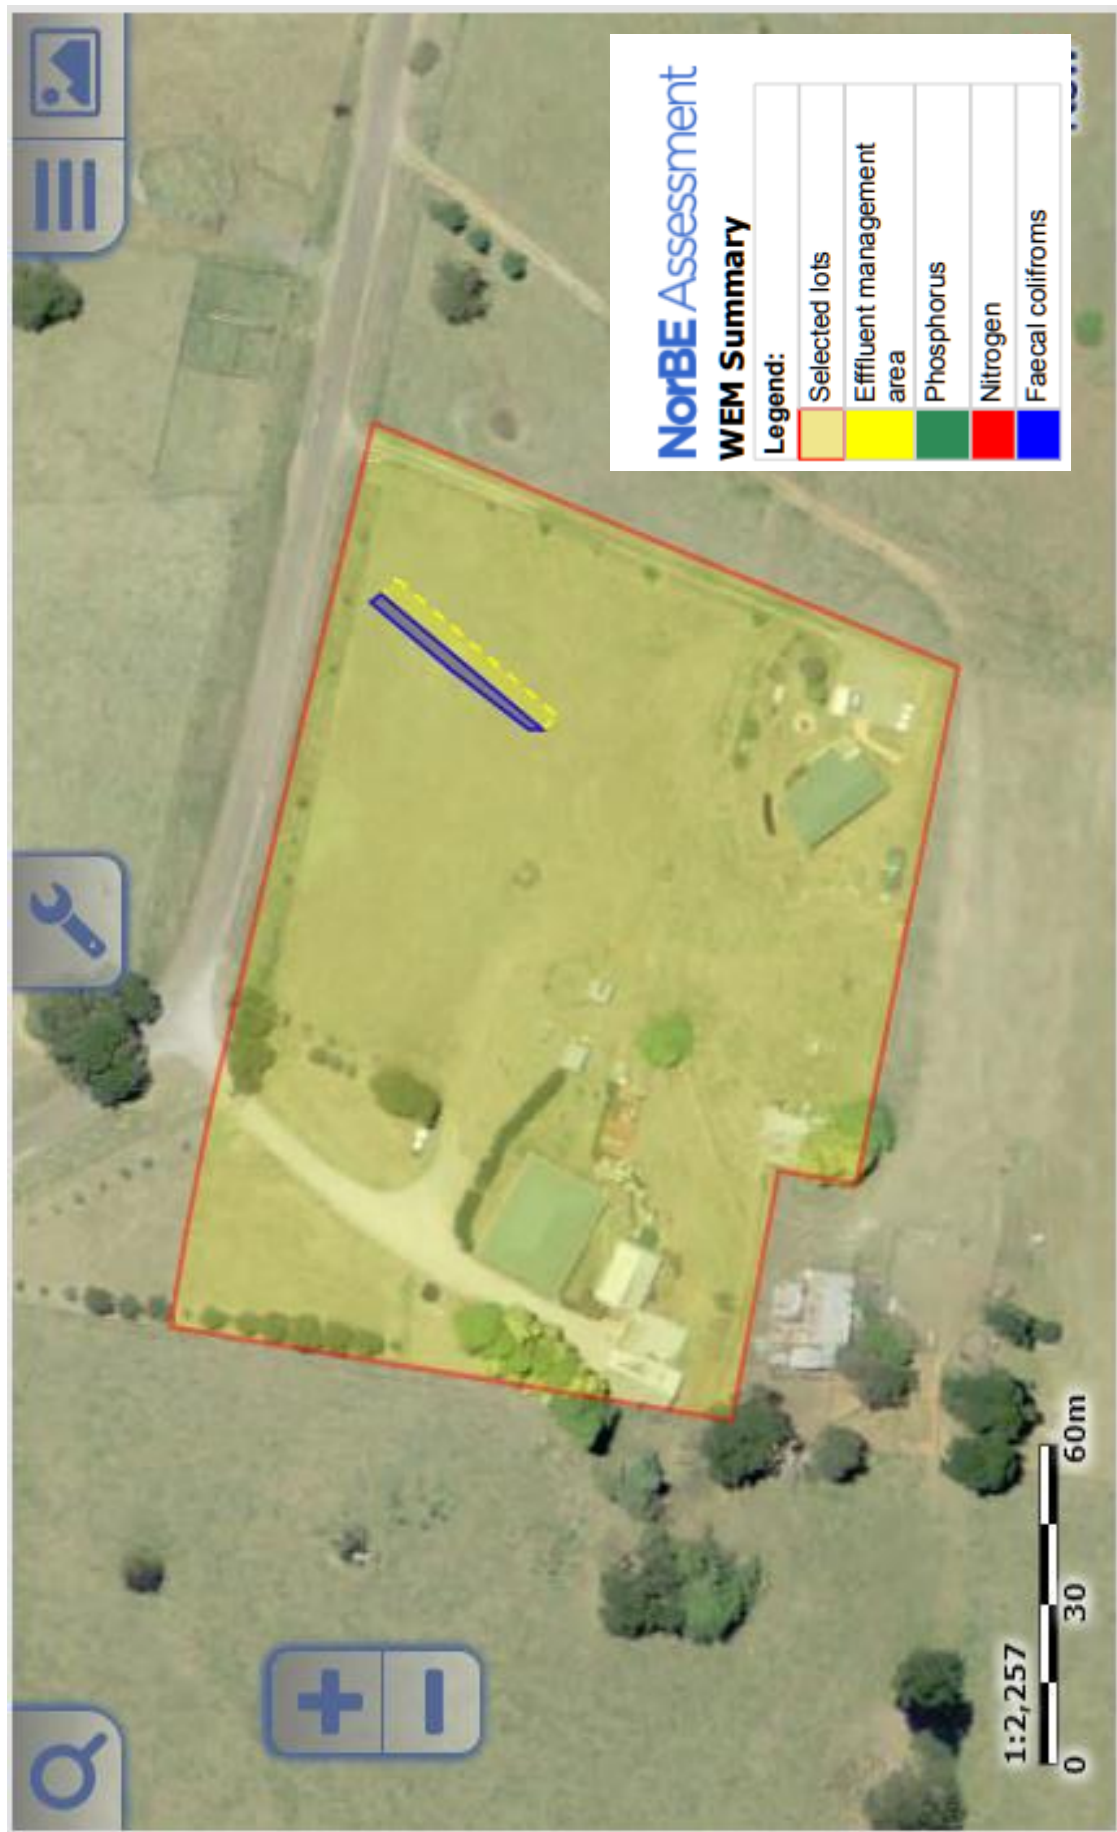 NorBE Assessment
WEM Summary
Legend:
Selected lots
Efffluent management
area
Phosphorus
Nitrogen
Faecal colifroms
1:2,257
0 30 60m